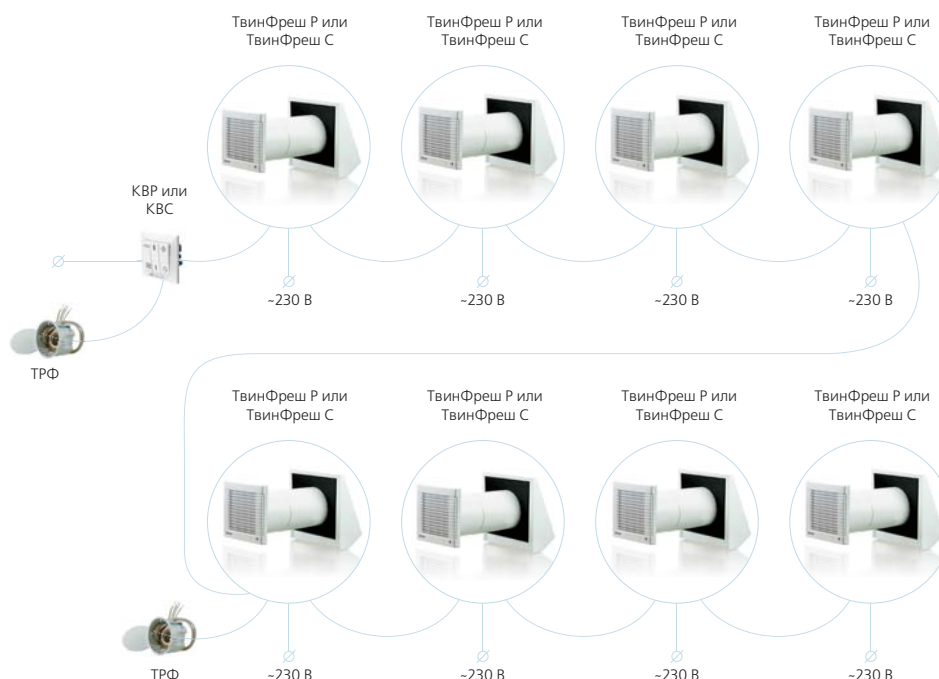 ТвинФреш Р или
ТвинФреш С
ТвинФреш Р или
ТвинФреш С
ТвинФреш Р или
ТвинФреш С
ТвинФреш Р или
ТвинФреш С
КВР или
КВС
~230 В
~230 В
~230 В
~230 В
ТРФ
ТвинФреш Р или
ТвинФреш С
ТвинФреш Р или
ТвинФреш С
ТвинФреш Р или
ТвинФреш С
ТвинФреш Р или
ТвинФреш С
ТРФ
~230 В
~230 В
~230 В
~230 В